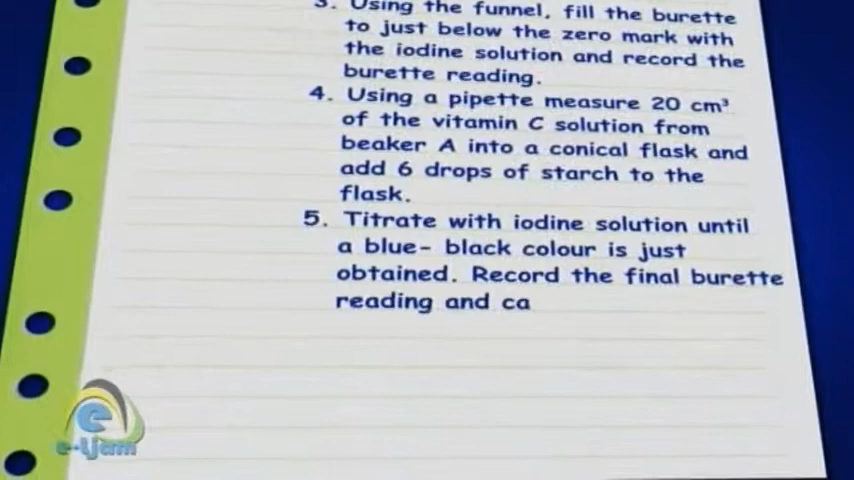 3. Using the funnel, fill the burette
to just below the zero mark with
the iodine solution and record the
burette reading.
4. Using a pipette measure 20 cm³
of the vitamin C solution from
beaker A into a conical flask and
add 6 drops of starch to the
flask.
5. Titrate with iodine solution until
a blue- black colour is just
obtained. Record the final burette
reading and ca
e
e-Ljam